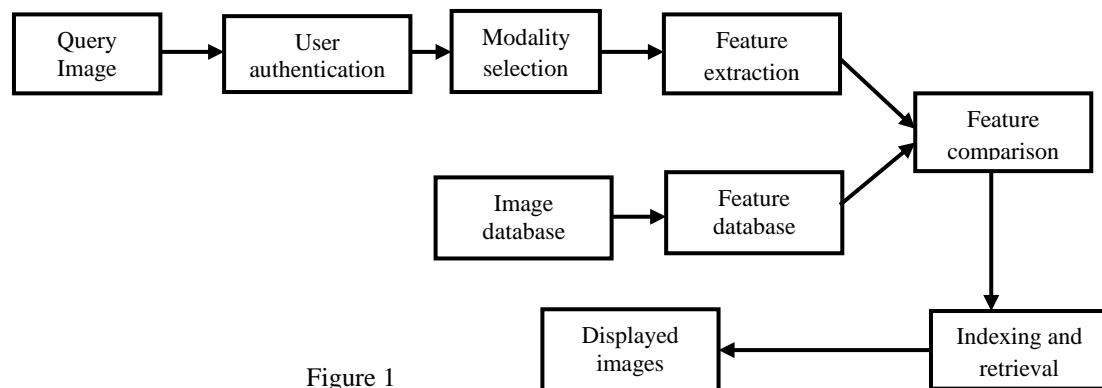 Query
Image
User
authentication
Modality
selection
Feature
extraction
Feature
comparison
Image
database
Feature
database
Displayed
images
Indexing and
retrieval
Figure 1